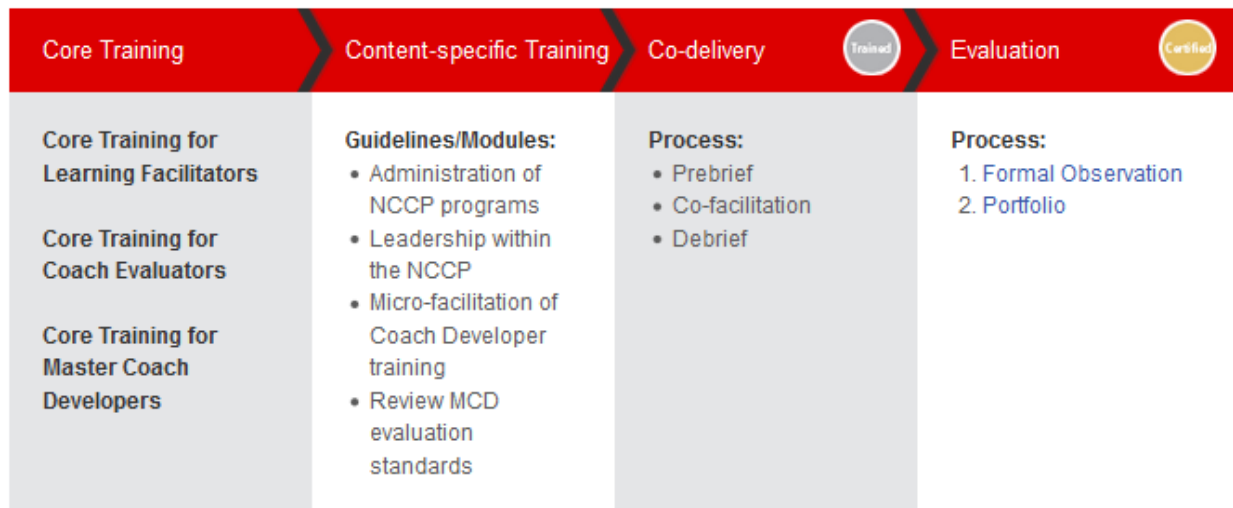 Core Training
Content-specific Training
Co-delivery
Trained
Evaluation
Certified
Core Training for
Learning Facilitators
Core Training for
Coach Evaluators
Core Training for
Master Coach
Developers
Guidelines/Modules:
• Administration of
NCCP programs
• Leadership within
the NCCP
• Micro-facilitation of
Coach Developer
training
• Review MCD
evaluation
standards
Process:
• Prebrief
• Co-facilitation
• Debrief
Process:
1. Formal Observation
2. Portfolio